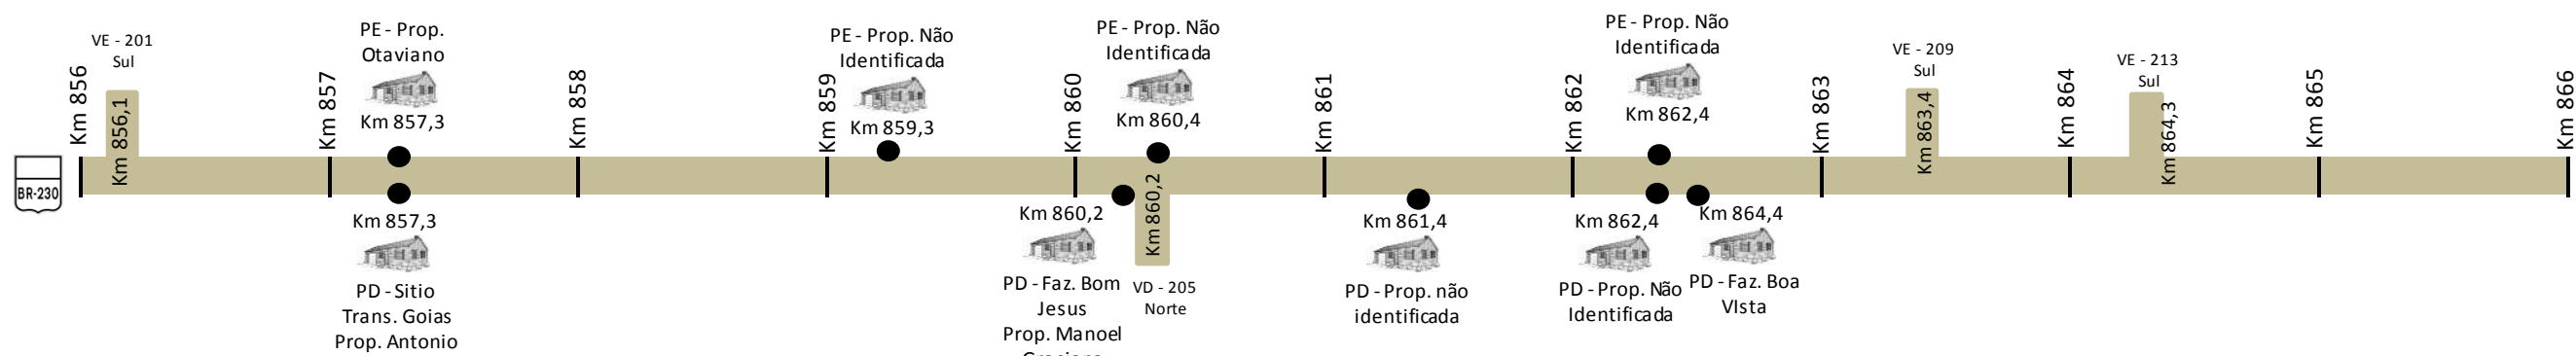 VE - 201
Sul
PE - Prop.
Otaviano
PE - Prop. Não
Identificada
PE - Prop. Não
Identificada
PE - Prop. Não
Identificada
VE - 209
Sul
VE - 213
Sul
Km 856
Km 856,1
Km 857
Km 857,3
Km 858
Km 859
Km 859,3
Km 860
Km 860,4
Km 861
Km 862
Km 862,4
Km 863
Km 863,4
Km 864
Km 864,3
Km 865
Km 866
BR-230
Km 857,3
PD - Sitio
Trans. Goias
Prop. Antonio
Km 860,2
PD - Faz. Bom
Jesus
Prop. Manoel
Km 860,2
VD - 205
Norte
Km 861,4
PD - Prop. não
identificada
Km 862,4
PD - Prop. Não
Identificada
Km 864,4
PD - Faz. Boa
VIsta